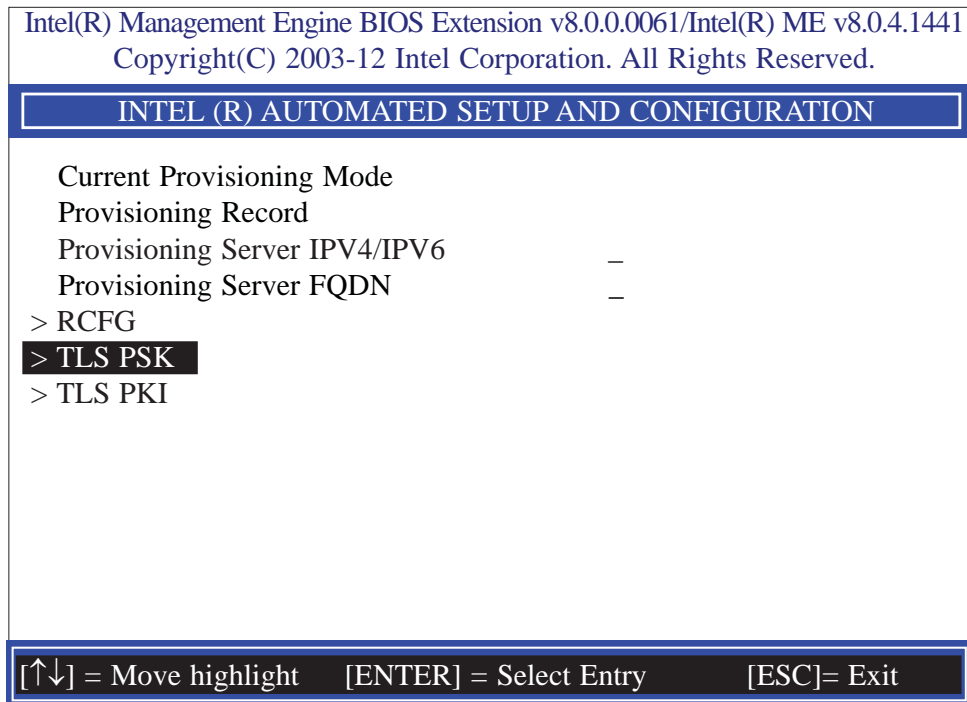 Intel(R) Management Engine BIOS Extension v8.0.0.0061/Intel(R) ME v8.0.4.1441
Copyright(C) 2003-12 Intel Corporation. All Rights Reserved.
INTEL (R) AUTOMATED SETUP AND CONFIGURATION
Current Provisioning Mode
Provisioning Record
Provisioning Server IPV4/IPV6 _
Provisioning Server FQDN _
> RCFG
> TLS PSK
> TLS PKI
[↑↓] = Move highlight [ENTER] = Select Entry [ESC]= Exit